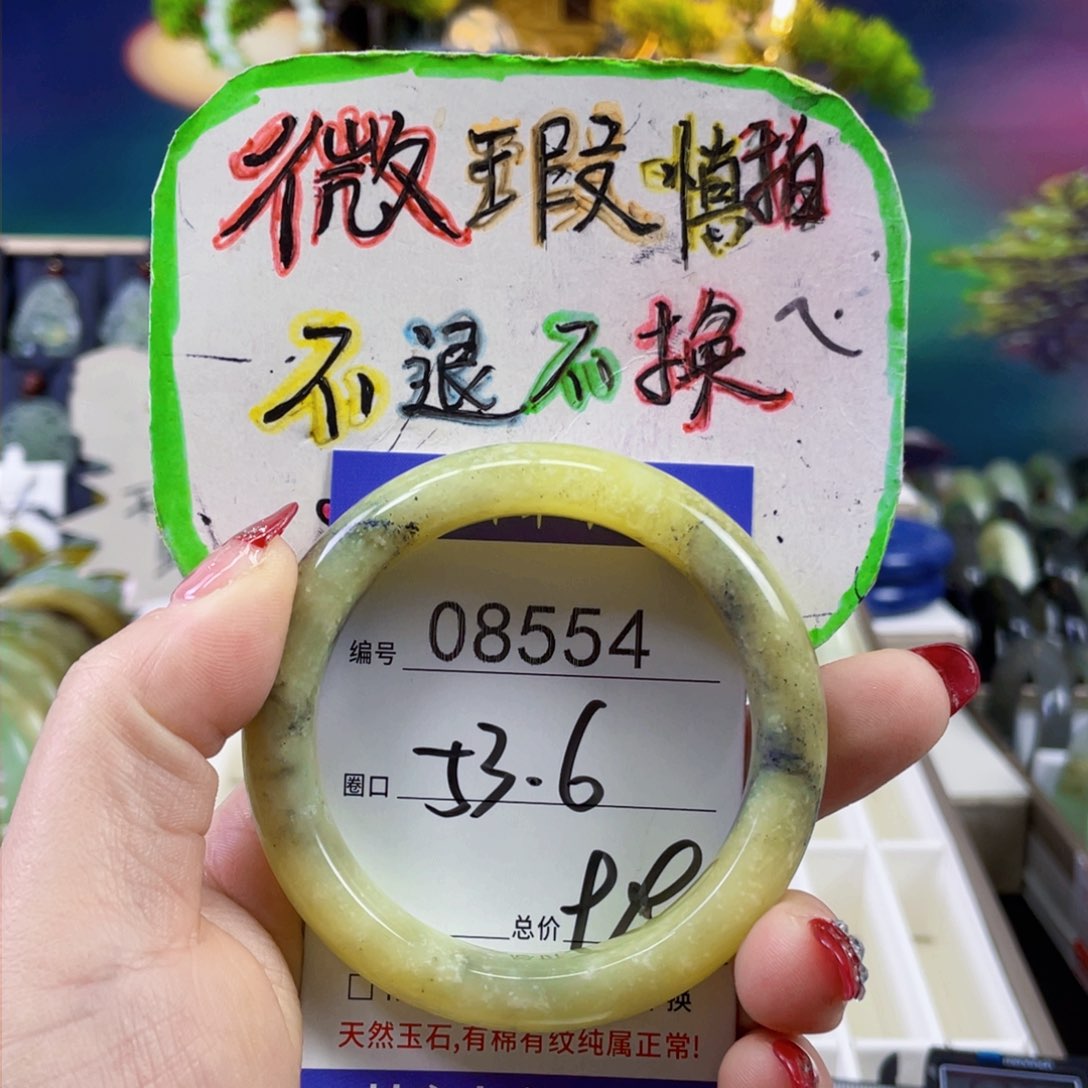 微瑕慎拍
不退不换
编号 08554
圈口 53.6
总价
换
天然玉石,有棉有纹纯属正常!